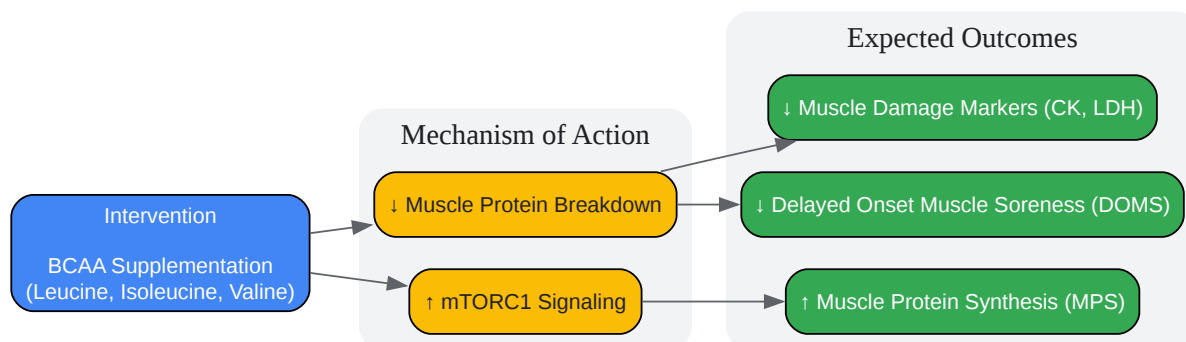 Expected Outcomes
↓ Muscle Damage Markers (CK, LDH)
Mechanism of Action
↓ Muscle Protein Breakdown
↓ Delayed Onset Muscle Soreness (DOMS)
Intervention
BCAA Supplementation
(Leucine, Isoleucine, Valine)
↑ mTORC1 Signaling
↑ Muscle Protein Synthesis (MPS)